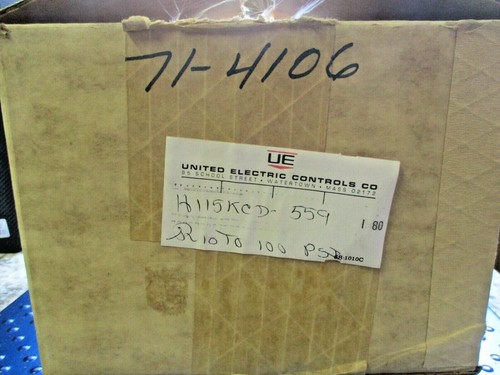 71-4106
UE
UNITED ELECTRIC CONTROLS CO
85 SCHOOL STREET • WATERTOWN • MASS 02172
H115KCD-559 1 80
R 10 TO 100 PSI
-1010C